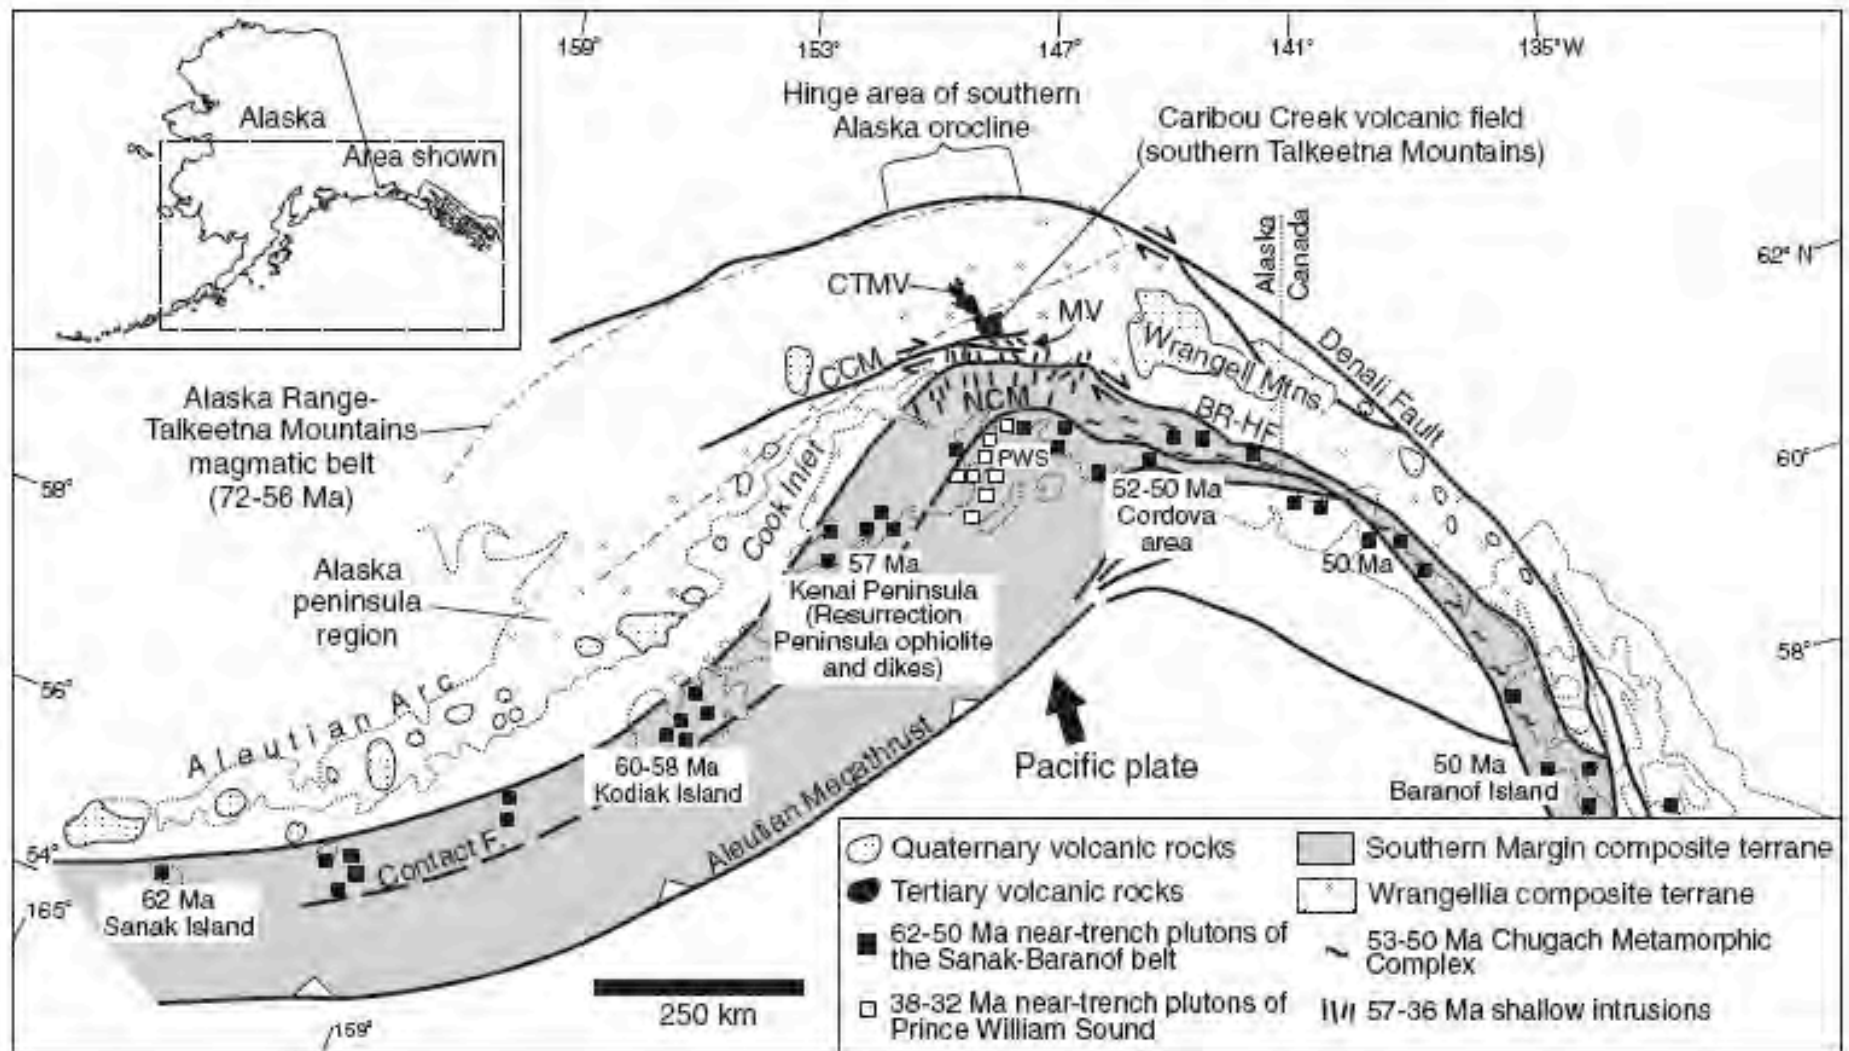 159°
153°
147°
141°
135°W
Hinge area of southern
Alaska orocline
Caribou Creek volcanic field
(southern Talkeetna Mountains)
Alaska
Area shown
Alaska
Canada
62° N
CTMV
MV
Wrangell Mtns.
Denali Fault
CCM
NCM
BR-HF
Alaska Range-
Talkeetna Mountains
magmatic belt
(72-56 Ma)
Cook Inlet
PWS
60°
58°
52-50 Ma
Cordova
area
50 Ma
57 Ma
Kenai Peninsula
(Resurrection
Peninsula ophiolite
and dikes)
Alaska
peninsula
region
58°
56°
Aleutian Arc
Pacific plate
60-58 Ma
Kodiak Island
50 Ma
Baranof Island
Aleutian Megathrust
Contact F.
54°
62 Ma
Sanak Island
165°
159°
250 km
Quaternary volcanic rocks
Tertiary volcanic rocks
62-50 Ma near-trench plutons of
the Sanak-Baranof belt
38-32 Ma near-trench plutons of
Prince William Sound
Southern Margin composite terrane
Wrangellia composite terrane
53-50 Ma Chugach Metamorphic
Complex
57-36 Ma shallow intrusions